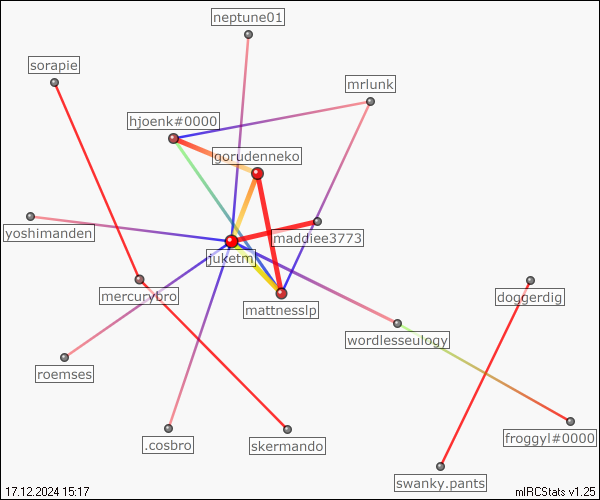 neptune01
sorapie
mrlunk
hjoenk#0000
gorudenneko
yoshimanden
maddiee3773
juketm
mercurybro
doggerdig
mattnesslp
wordlesseulogy
roemses
froggyl#0000
.cosbro
skermando
swanky.pants
17.12.2024 15:17
mIRCStats v1.25